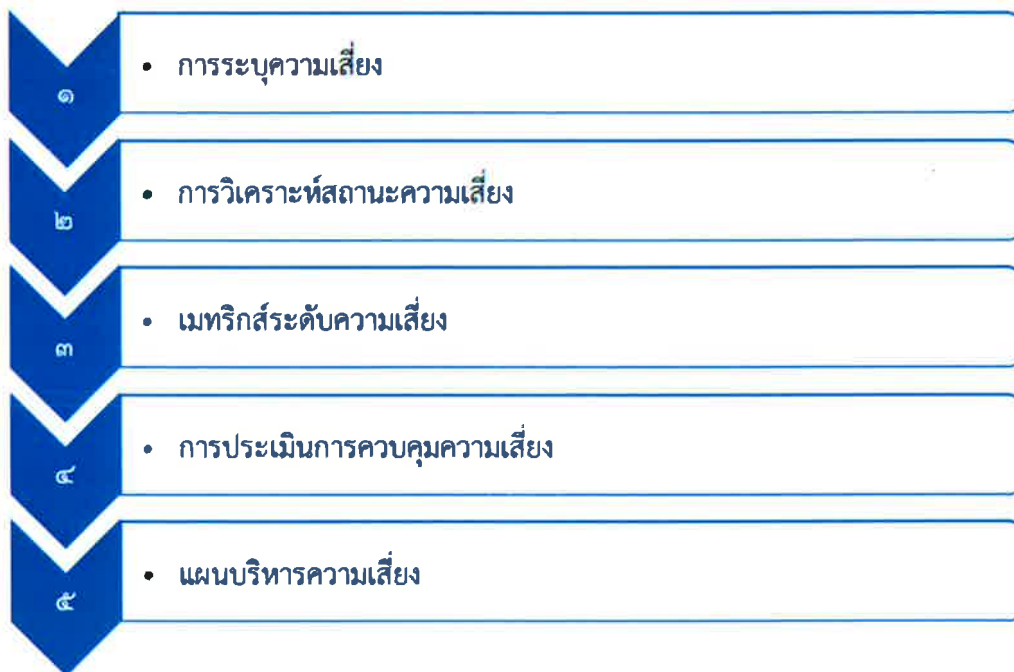 ๑
• การระบุความเสี่ยง
๒
• การวิเคราะห์สถานะความเสี่ยง
๓
• เมทริกส์ระดับความเสี่ยง
๔
• การประเมินการควบคุมความเสี่ยง
๕
• แผนบริหารความเสี่ยง